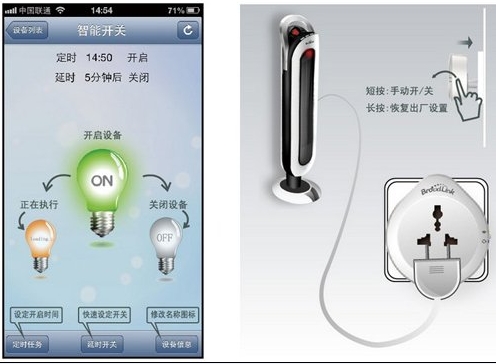 中国联通 14:54 71%
设备列表 智能开关
定时 14:50 开启
延时 5分钟后 关闭
开启设备
ON
正在执行 关闭设备
Loading OFF
设定开启时间 快速设定开关 修改名称图标
定时任务 延时开关 设备信息
短按：手动开/关
长按：恢复出厂设置
BroadLink